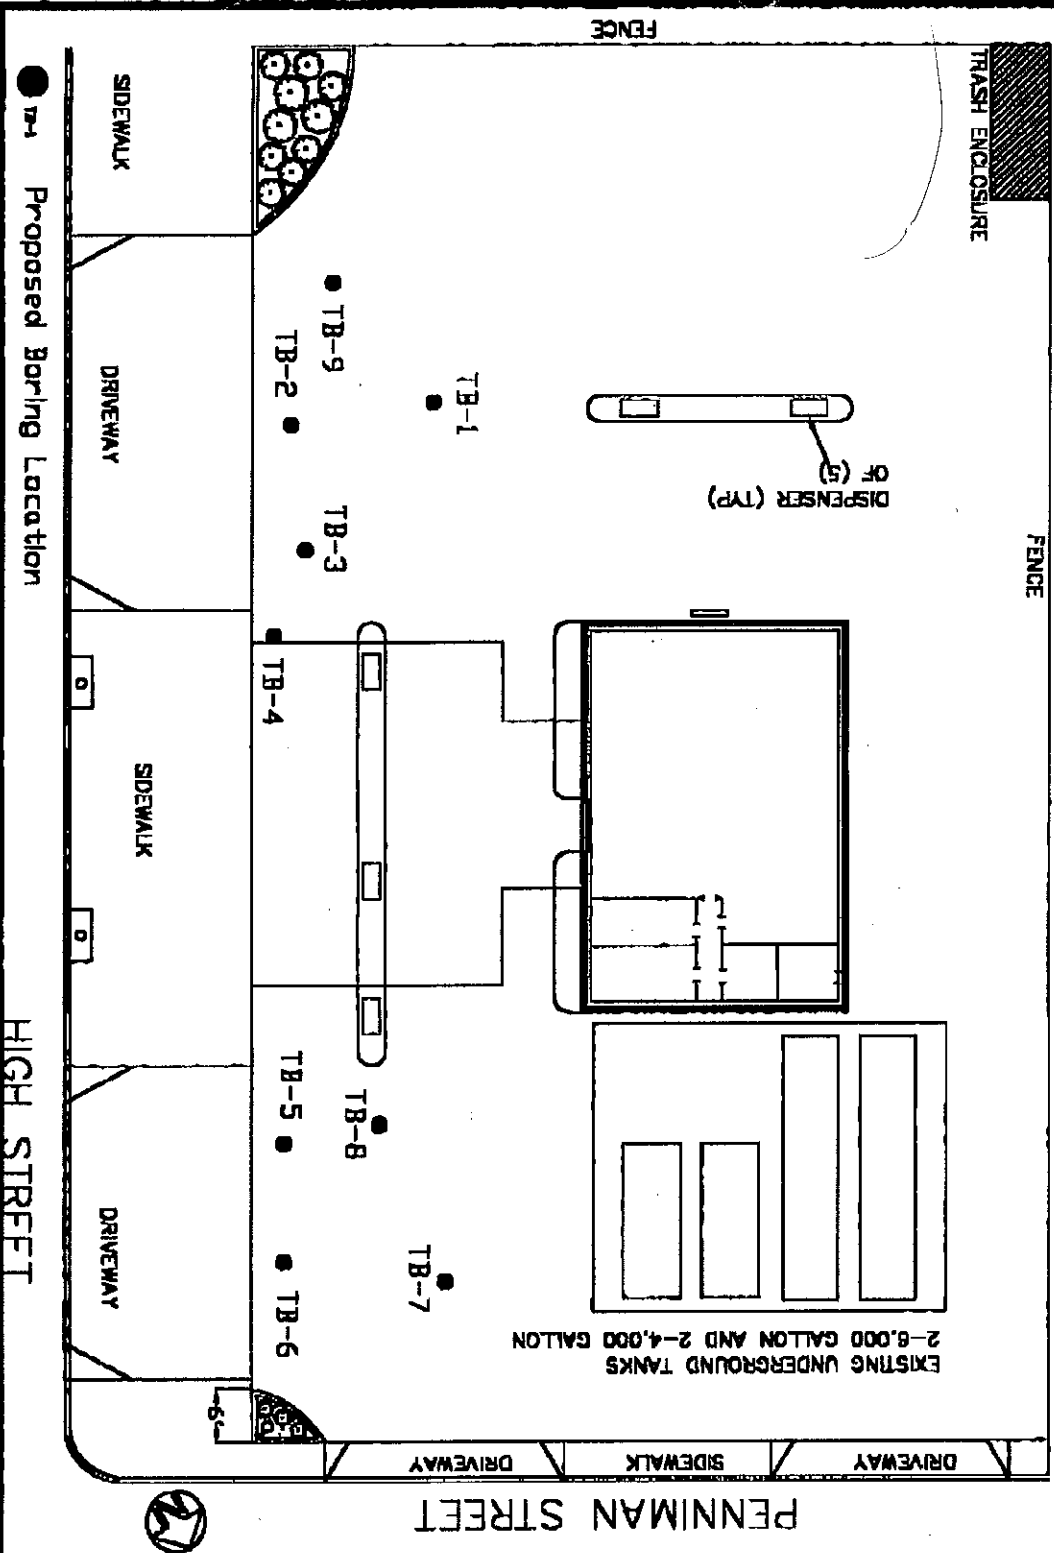 FENCE
TRASH ENCLOSURE
SIDEWALK
TB-1
Proposed Boring Location
DRIVEWAY
TB-9
TB-2
TB-1
DISPENSER (TYP)
OF (5)
FENCE
TB-3
TB-4
SIDEWALK
TB-5
TB-8
TB-7
TB-6
DRIVEWAY
HIGH STREET
EXISTING UNDERGROUND TANKS
2-6,000 GALLON AND 2-4,000 GALLON
DRIVEWAY
SIDEWALK
DRIVEWAY
PENNIMAN STREET